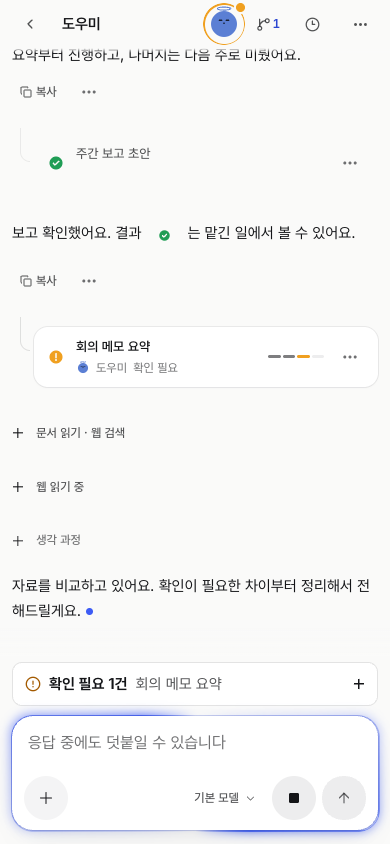 도우미
1
요약부터 진행하고, 나머지는 다음 주로 미뤘어요.
복사
주간 보고 초안
보고 확인했어요. 결과 는 맡긴 일에서 볼 수 있어요.
복사
회의 메모 요약
도우미 확인 필요
문서 읽기 · 웹 검색
웹 읽기 중
생각 과정
자료를 비교하고 있어요. 확인이 필요한 차이부터 정리해서 전
해드릴게요.
확인 필요 1건 회의 메모 요약
응답 중에도 덧붙일 수 있습니다
기본 모델